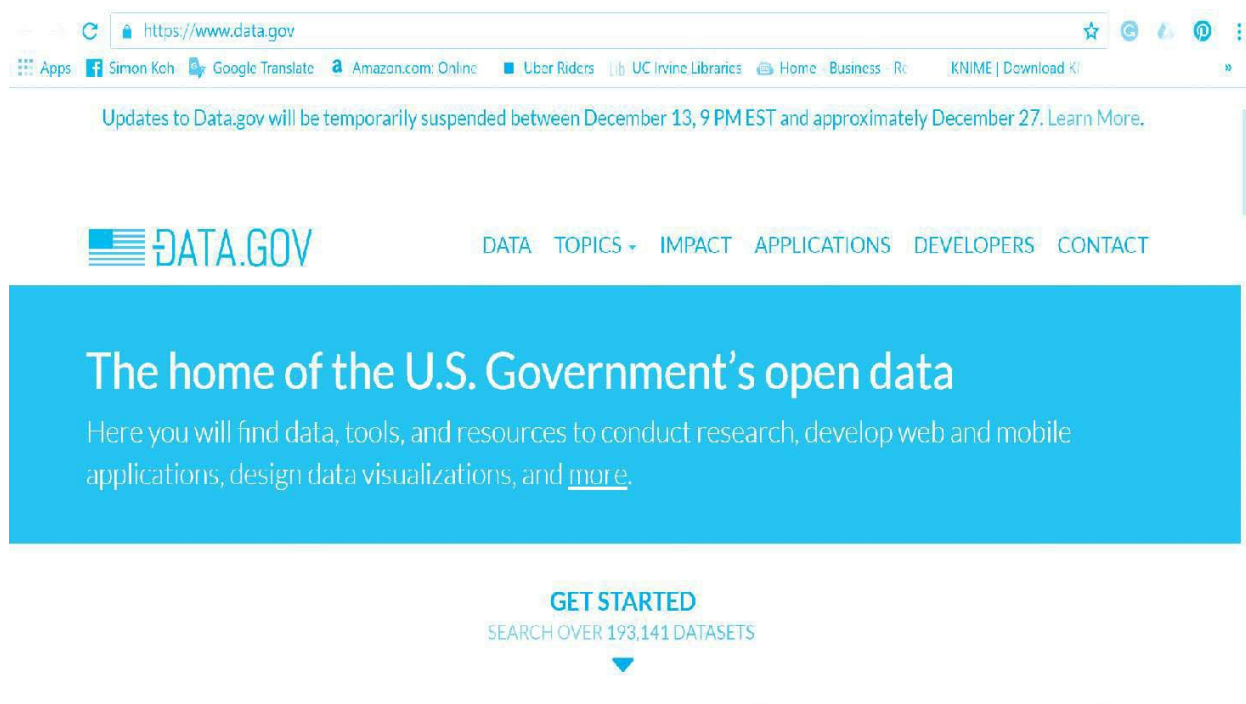 https://www.data.gov
Apps Simon Koh Google Translate Amazon.com: Online Uber Riders UC Irvine Libraries Home - Business - Re KNIME | Download KN
Updates to Data.gov will be temporarily suspended between December 13, 9 PM EST and approximately December 27. Learn More.
DATA.GOV
DATA TOPICS IMPACT APPLICATIONS DEVELOPERS CONTACT
The home of the U.S. Government's open data
Here you will find data, tools, and resources to conduct research, develop web and mobile
applications, design data visualizations, and more.
GET STARTED
SEARCH OVER 193,141 DATASETS